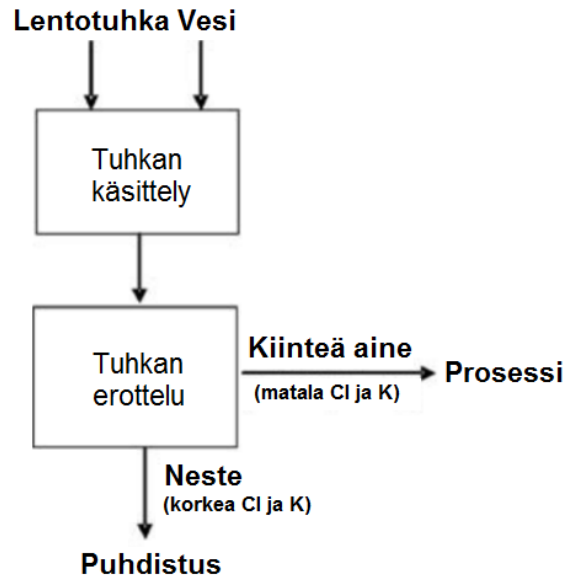 Lentotuhka Vesi
Tuhkan
käsittely
Tuhkan
erottelu
Kiinteä aine
(matala Cl ja K)
Prosessi
Neste
(korkea Cl ja K)
Puhdistus